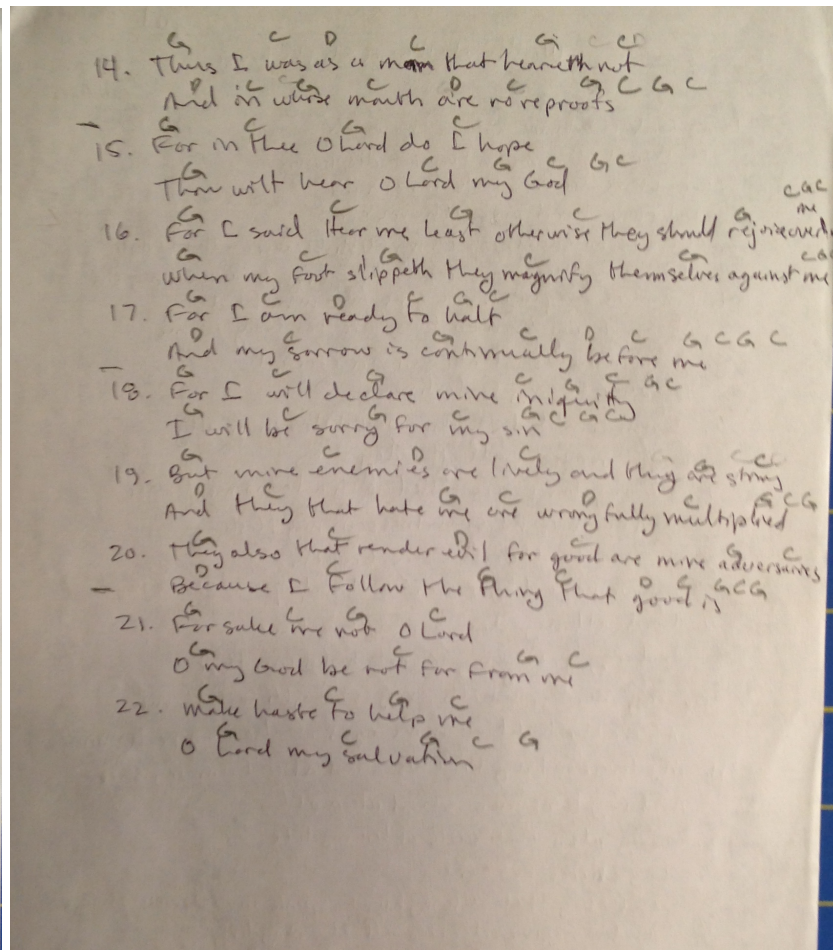 G C D C G C C
14. Thus I was as a man that heareth not
D C G C D C G C G C
And in whose mouth are no reproofs
G C G C
15. For in thee O Lord do I hope
G C G C G C
Thou wilt hear O Lord my God
G C G C G C G C
16. For I said Hear me least otherwise they should rejoice over me
G C G C G C G
when my foot slippeth they magnify themselves against me
G C D C G C
17. For I am ready to halt
D C G C D C G C G C
And my sorrow is continually before me
G C G C G C G C
18. For I will declare mine iniquity
G C G C G C G C
I will be sorry for my sin
G C D C G C
19. But mine enemies are lively and they are strong
D C G C D C G C G
And they that hate me are wrongfully multiplied
G C D C G C
20. They also that render evil for good are mine adversaries
D C G C D C G C G
Because I Follow the thing that good is
G C G C
21. Forsake me not O Lord
G C G C
O my God be not far From me
G C G C
22. make haste to help me
G C G C G
O Lord my salvation